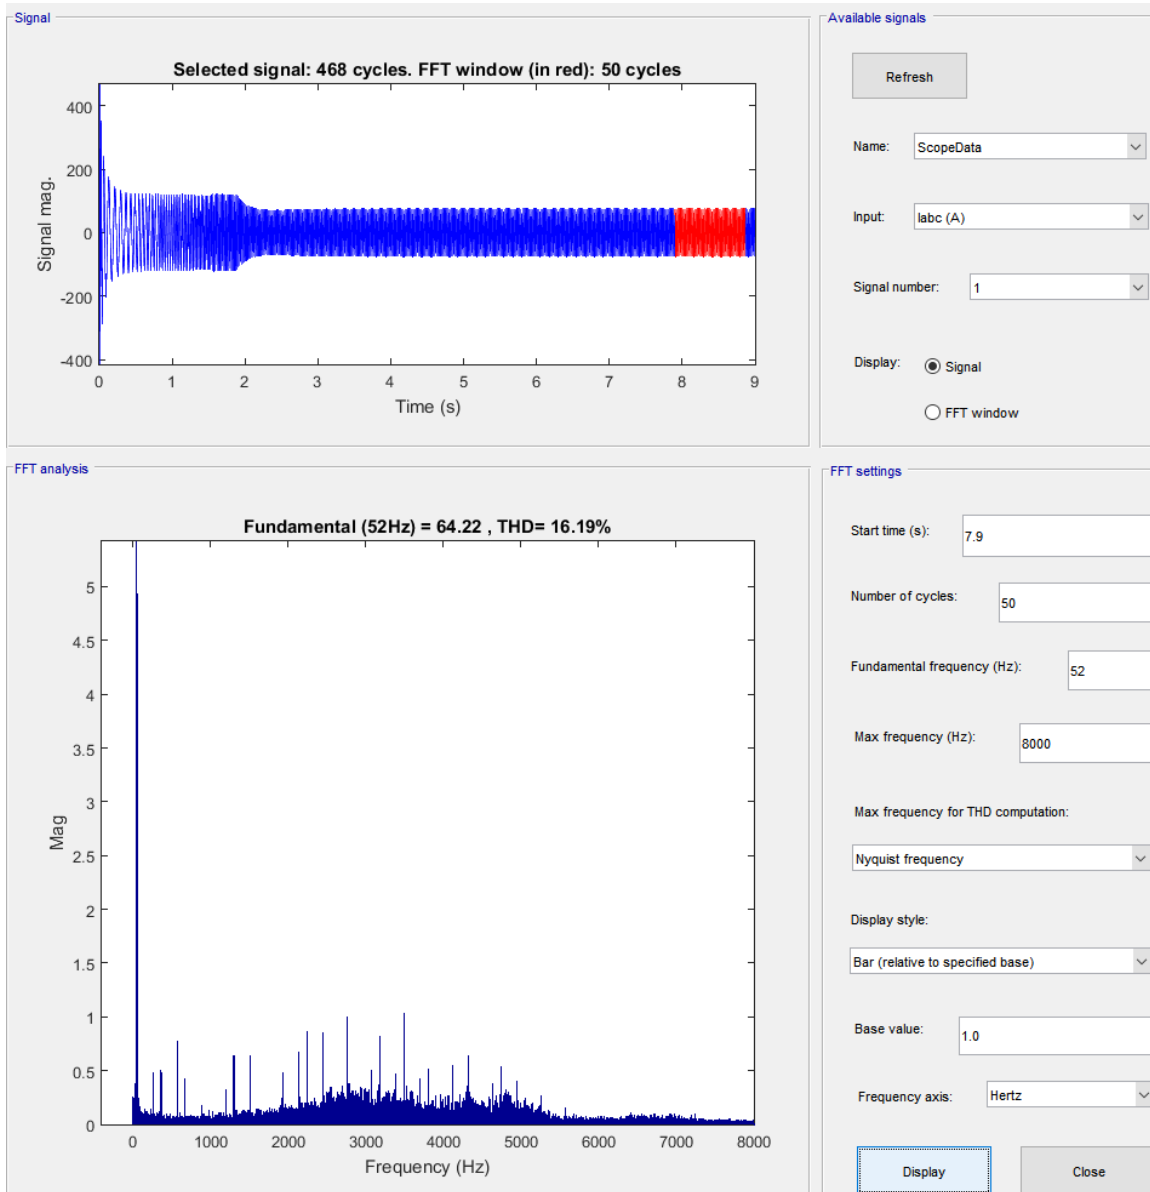 Signal
Selected signal: 468 cycles. FFT window (in red): 50 cycles
400
200
0
-200
-400
Signal mag.
0 1 2 3 4 5 6 7 8 9
Time (s)
Available signals
Refresh
Name: ScopeData
Input: Iabc (A)
Signal number: 1
Display: Signal
FFT window
FFT analysis
Fundamental (52Hz) = 64.22 , THD= 16.19%
5
4.5
4
3.5
3
2.5
2
1.5
1
0.5
0
Mag
0 1000 2000 3000 4000 5000 6000 7000 8000
Frequency (Hz)
FFT settings
Start time (s): 7.9
Number of cycles: 50
Fundamental frequency (Hz): 52
Max frequency (Hz): 8000
Max frequency for THD computation:
Nyquist frequency
Display style:
Bar (relative to specified base)
Base value: 1.0
Frequency axis: Hertz
Display Close